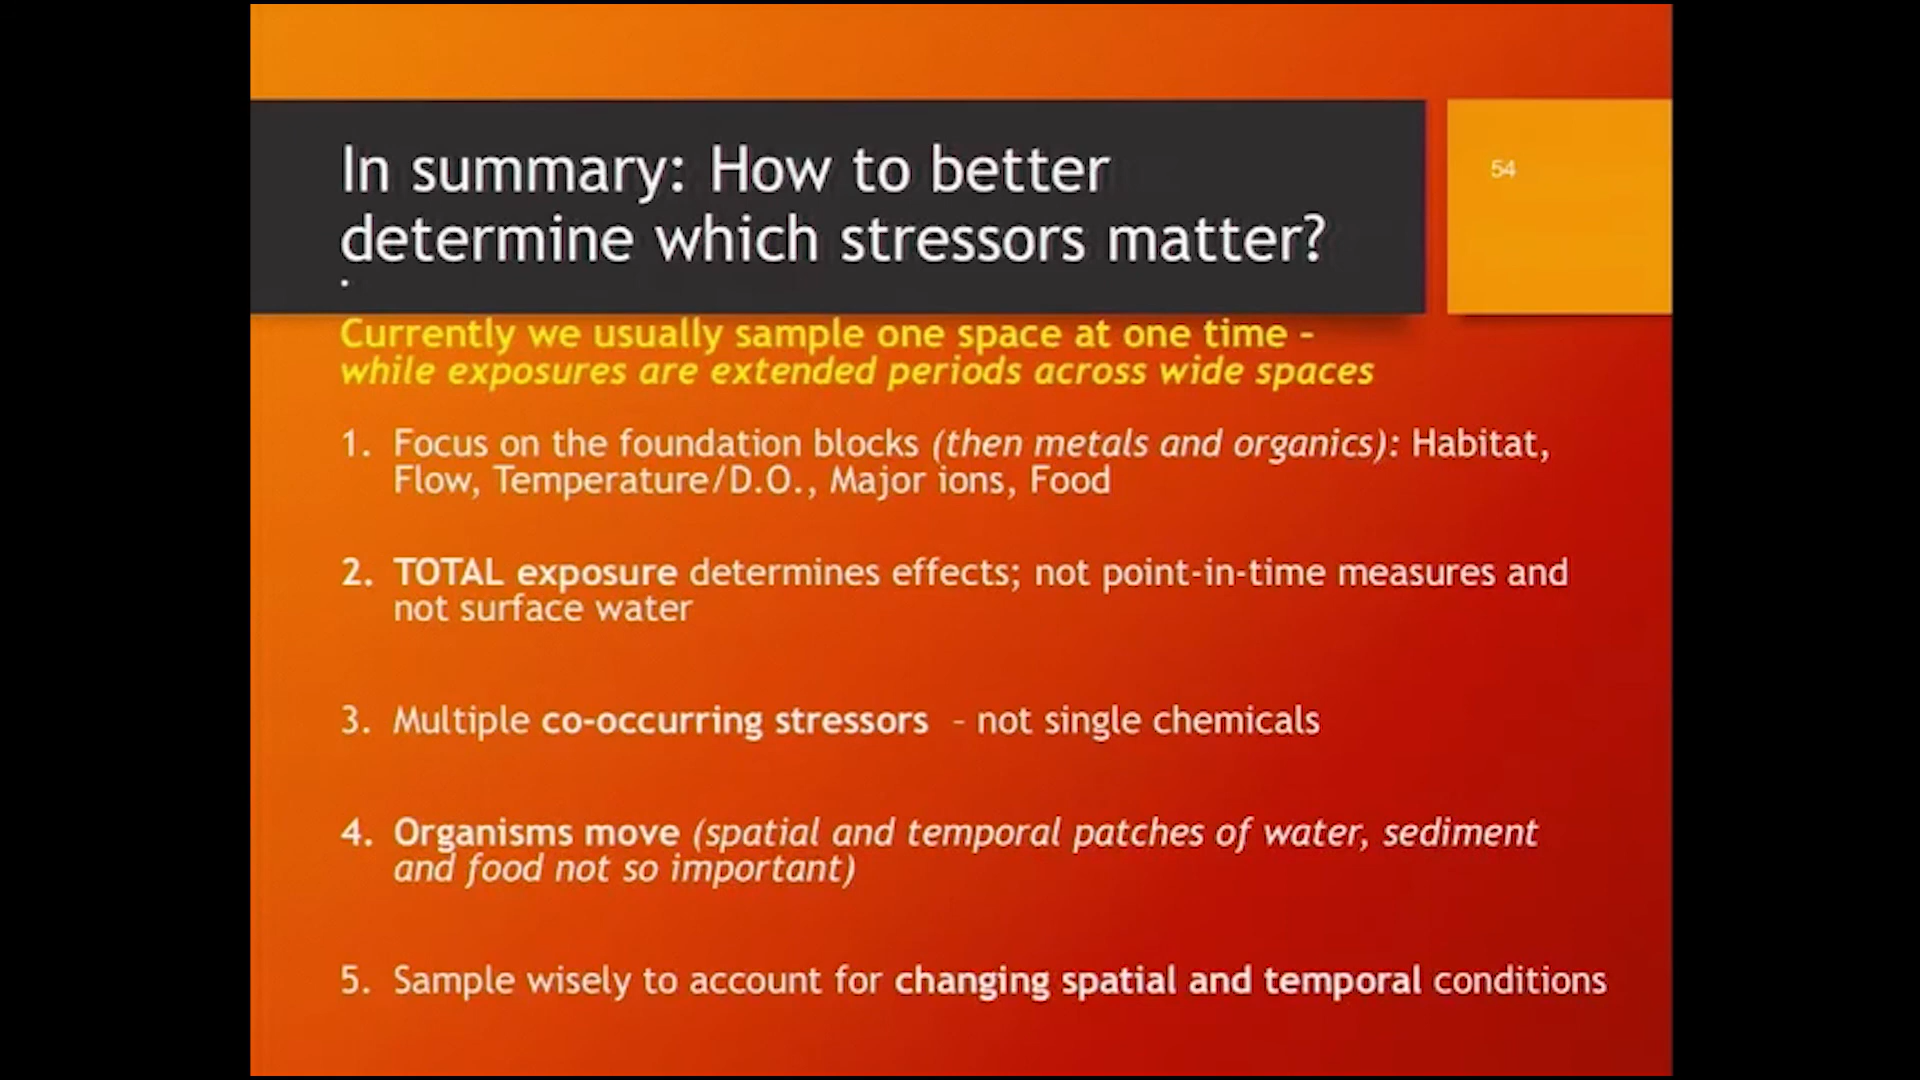 In summary: How to better
determine which stressors matter?
.
54
Currently we usually sample one space at one time –
while exposures are extended periods across wide spaces
1. Focus on the foundation blocks (then metals and organics): Habitat,
Flow, Temperature/D.O., Major ions, Food
2. TOTAL exposure determines effects; not point-in-time measures and
not surface water
3. Multiple co-occurring stressors – not single chemicals
4. Organisms move (spatial and temporal patches of water, sediment
and food not so important)
5. Sample wisely to account for changing spatial and temporal conditions